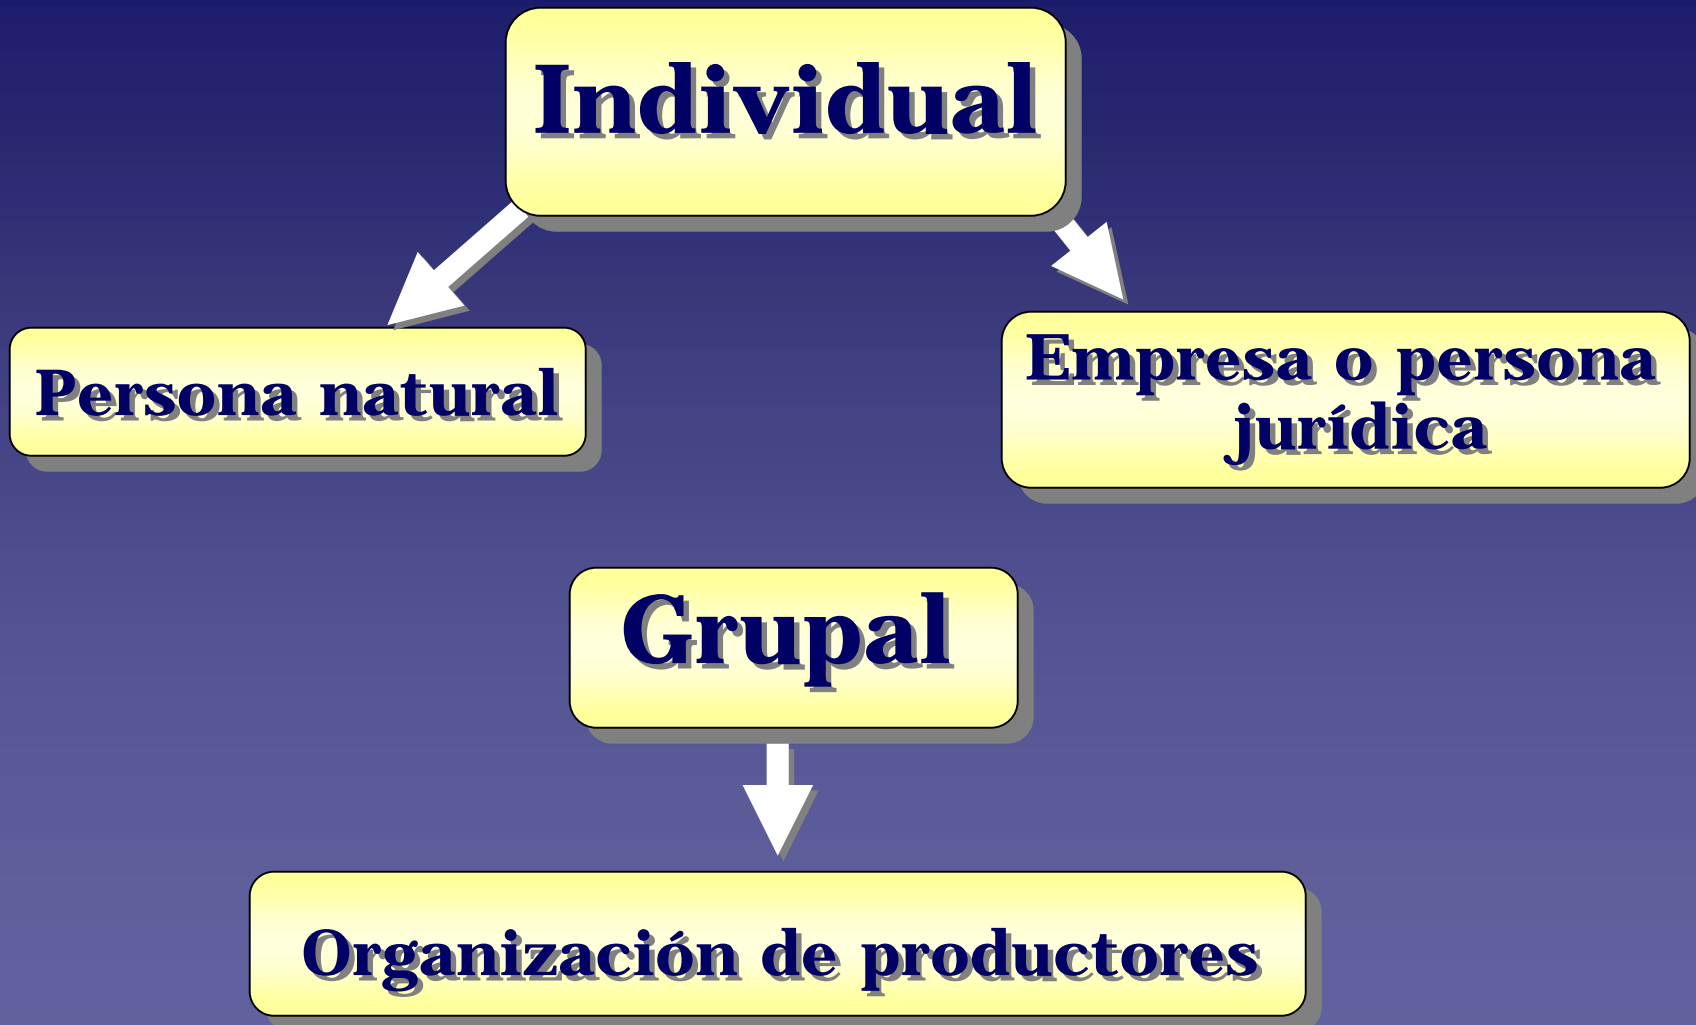 Individual
Persona natural
Empresa o persona
jurídica
Grupal
Organización de productores